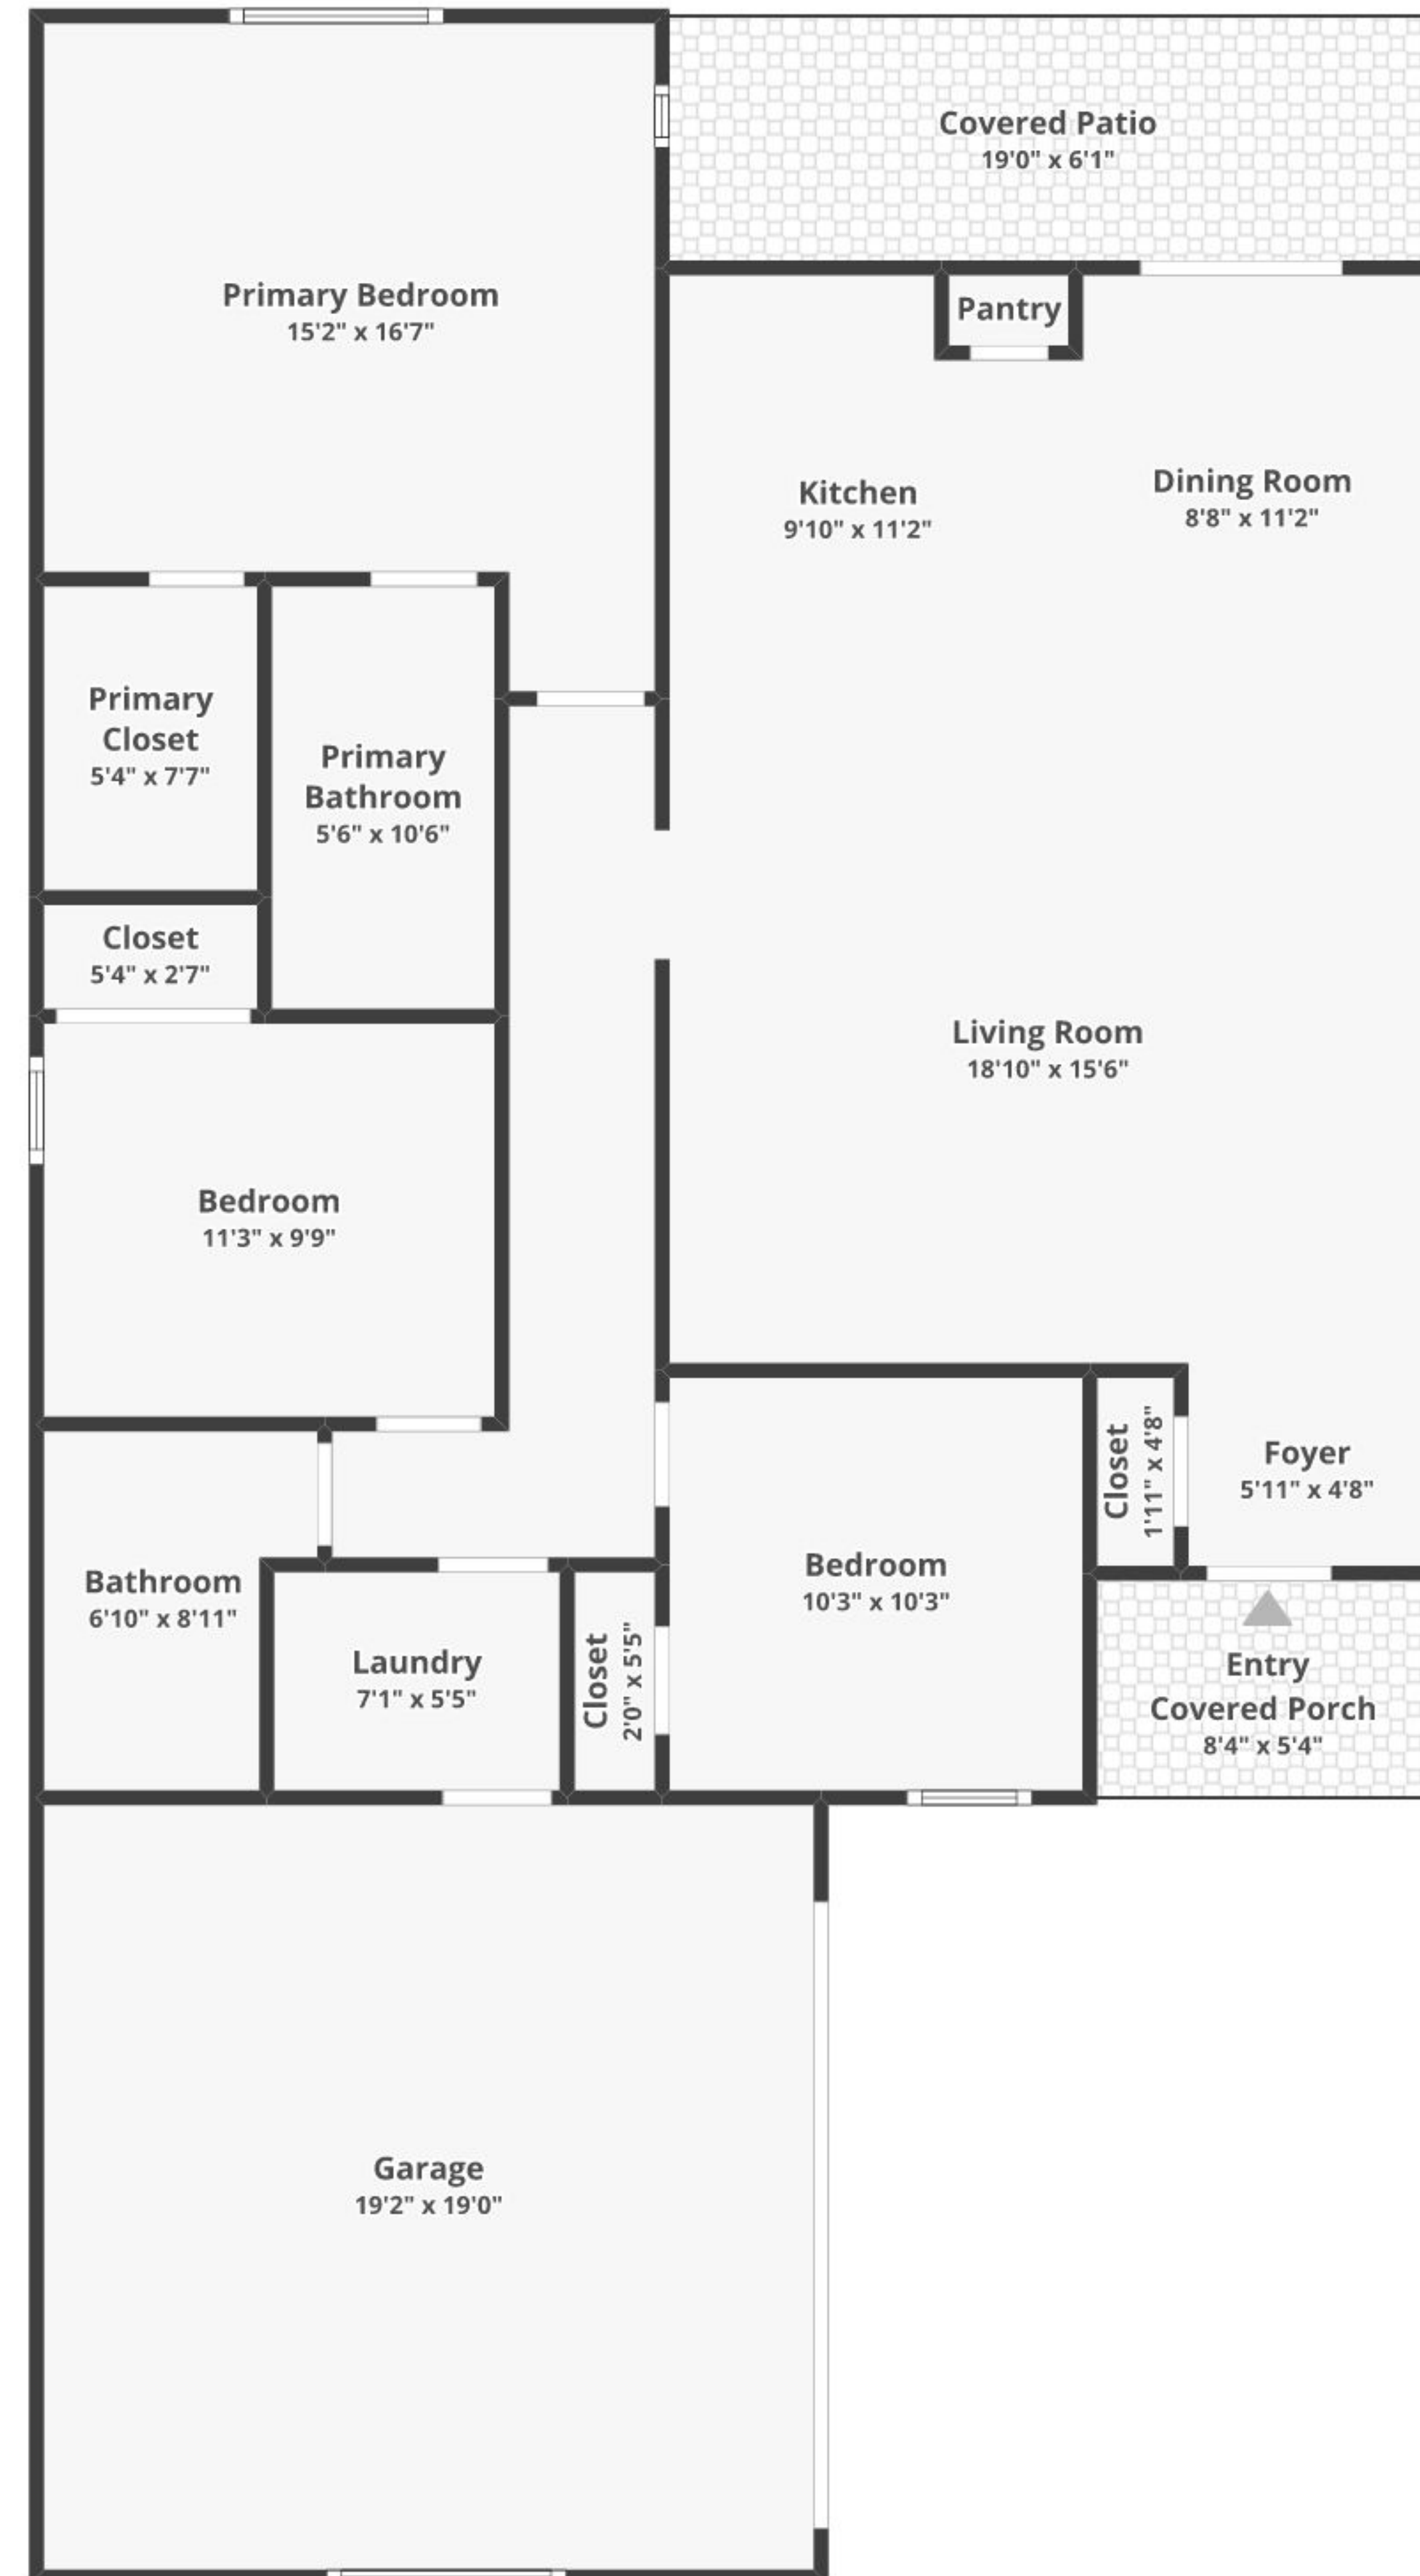 Covered Patio
19'0" x 6'1"
Primary Bedroom
15'2" x 16'7"
Pantry
Kitchen
9'10" x 11'2"
Dining Room
8'8" x 11'2"
Primary
Closet
5'4" x 7'7"
Primary
Bathroom
5'6" x 10'6"
Closet
5'4" x 2'7"
Living Room
18'10" x 15'6"
Bedroom
11'3" x 9'9"
Closet
1'11" x 4'8"
Foyer
5'11" x 4'8"
Bathroom
6'10" x 8'11"
Bedroom
10'3" x 10'3"
Laundry
7'1" x 5'5"
Closet
2'0" x 5'5"
Entry
Covered Porch
8'4" x 5'4"
Garage
19'2" x 19'0"